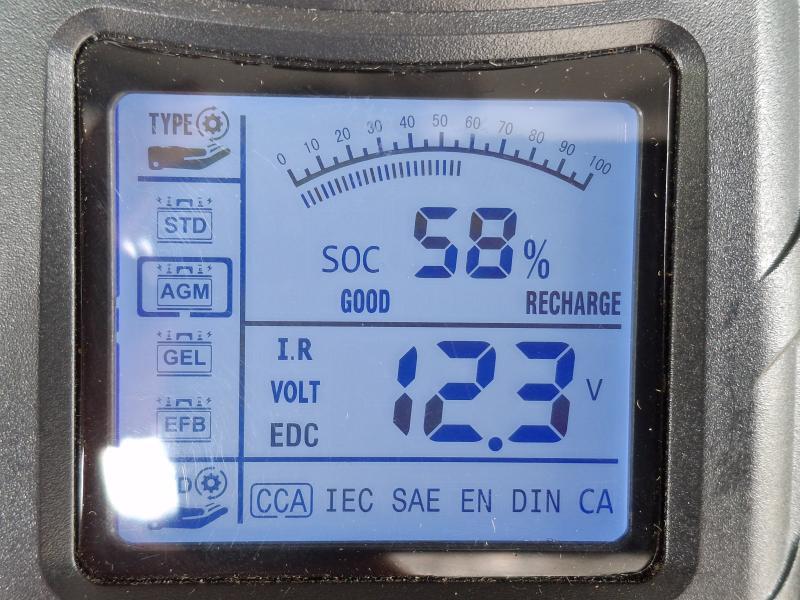 TYPE
0 10 20 30 40 50 60 70 80 90 100
STD
SOC 58%
AGM
GOOD RECHARGE
GEL
I.R
VOLT 12.3 V
EFB
EDC
CCA IEC SAE EN DIN CA